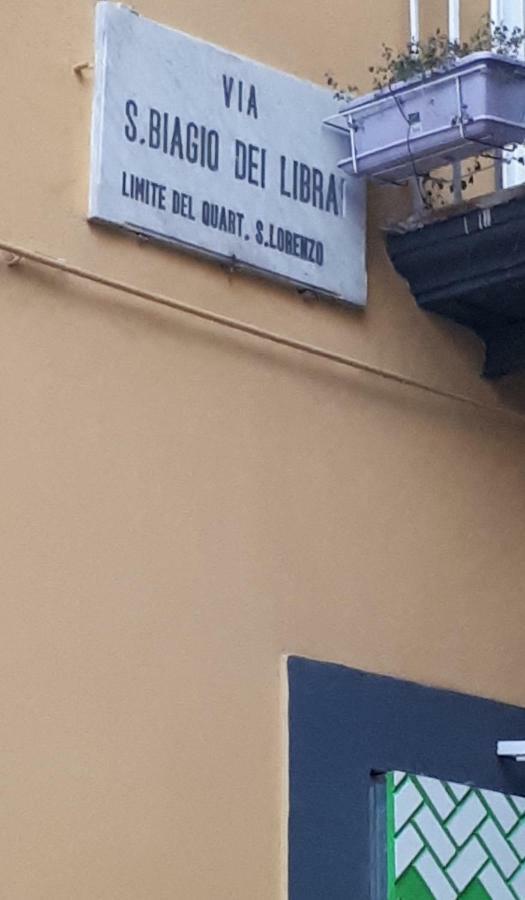 VIA
S.BIAGIO DEI LIBRAI
LIMITE DEL QUART. S.LORENZO